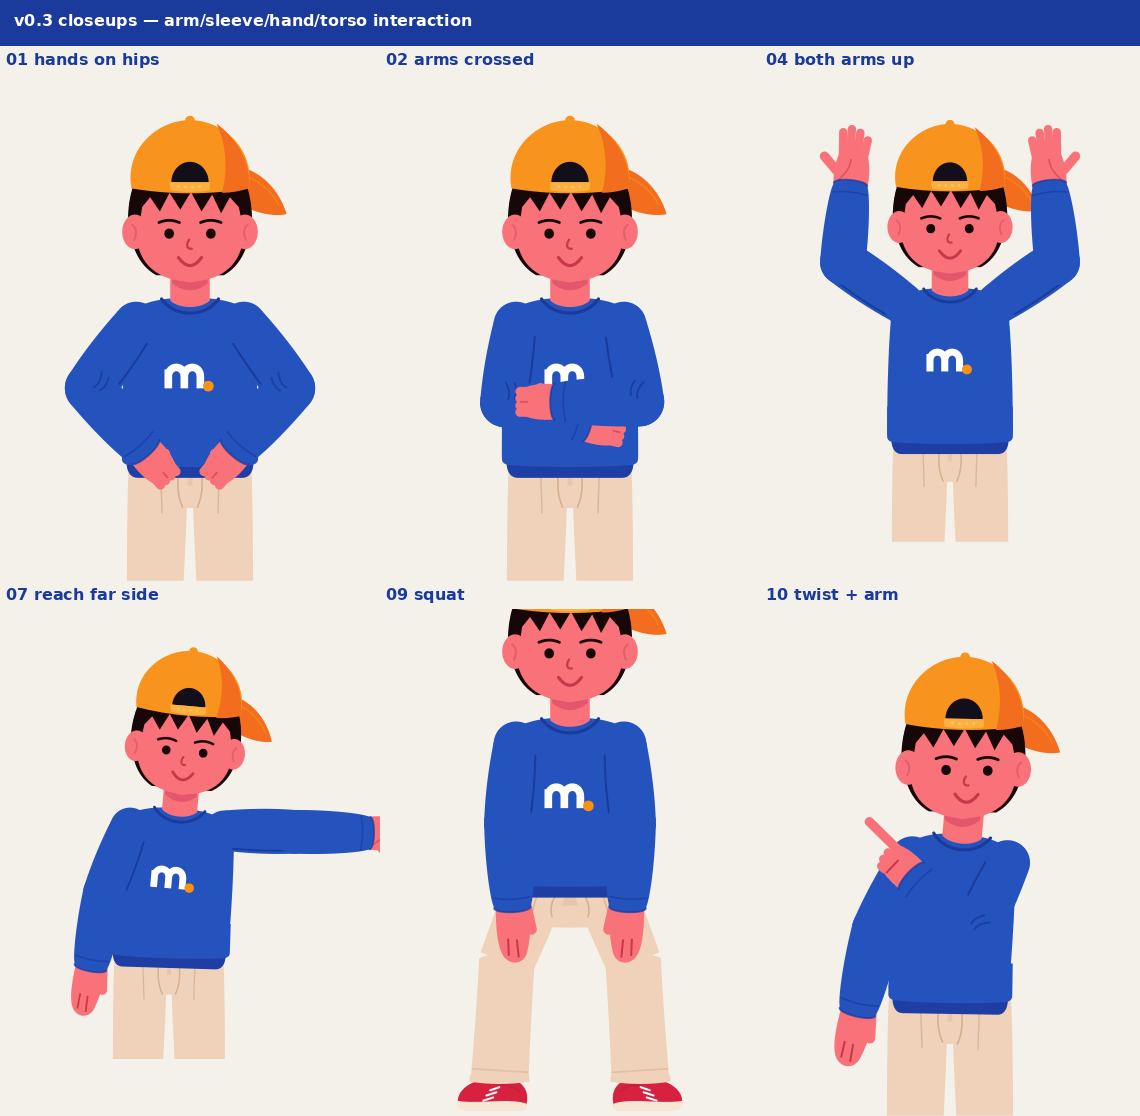 v0.3 closeups — arm/sleeve/hand/torso interaction
01 hands on hips
02 arms crossed
04 both arms up
m.
m
m.
07 reach far side
09 squat
10 twist + arm
m.
m.